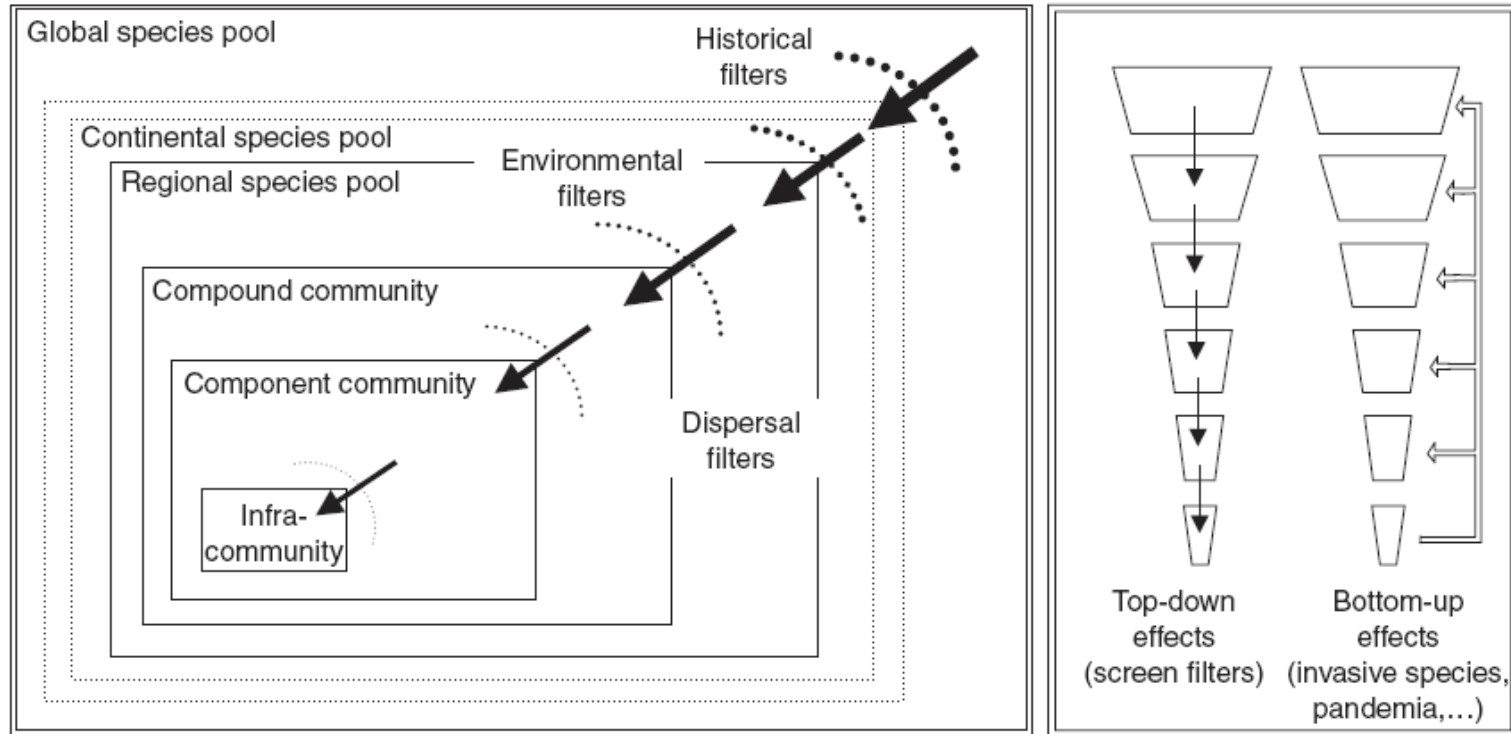 Global species pool
Historical
filters
Continental species pool
Environmental
filters
Regional species pool
Compound community
Component community
Dispersal
filters
Infra-
community
Top-down
effects
(screen filters)
Bottom-up
effects
(invasive species,
pandemia,...)